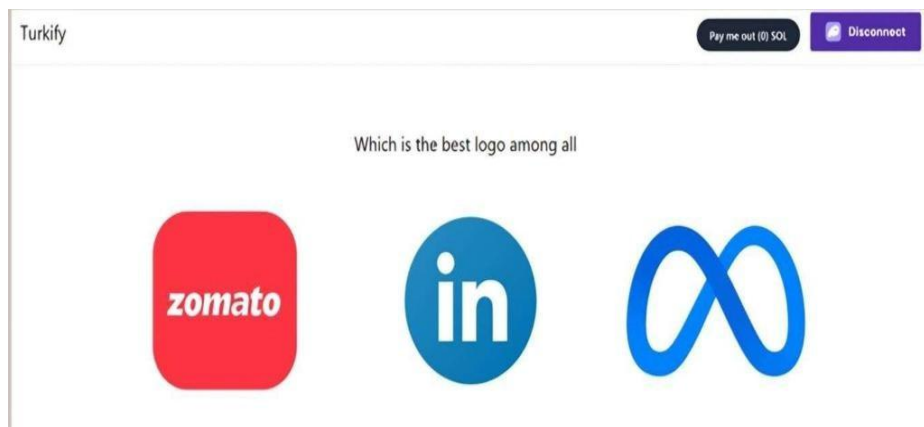 Turkify
Pay me out (0) SOL
Disconnect
Which is the best logo among all
zomato
in